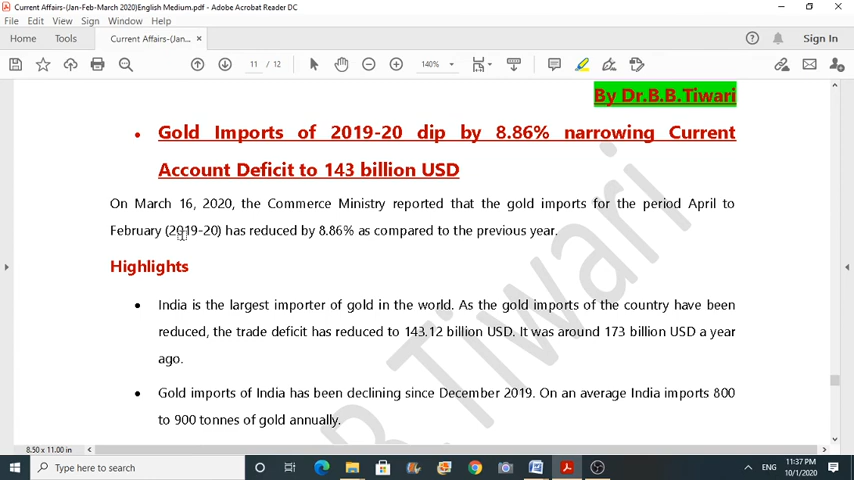 Current Affairs-(Jan-Feb-March 2020)English Medium.pdf - Adobe Acrobat Reader DC
File Edit View Sign Window Help
Home Tools Current Affairs-(Jan-... × Sign In
11 / 12 140%
By Dr.B.B.Tiwari
• Gold Imports of 2019-20 dip by 8.86% narrowing Current
Account Deficit to 143 billion USD
On March 16, 2020, the Commerce Ministry reported that the gold imports for the period April to
February (2019-20) has reduced by 8.86% as compared to the previous year.
Highlights
• India is the largest importer of gold in the world. As the gold imports of the country have been
reduced, the trade deficit has reduced to 143.12 billion USD. It was around 173 billion USD a year
ago.
• Gold imports of India has been declining since December 2019. On an average India imports 800
to 900 tonnes of gold annually.
Tiwari
8.50 x 11.00 in
Type here to search
ENG
11:37 PM
10/1/2020